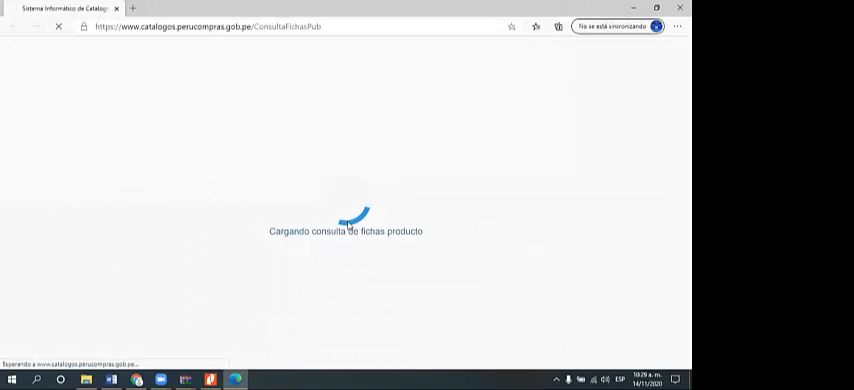 Sistema Informático de Catálog
https://www.catalogos.perucompras.gob.pe/ConsultaFichasPub
No se está sincronizando
Cargando consulta de fichas producto
Esperando a www.catalogos.perucompras.gob.pe...
ESP
10:29 a. m.
14/11/2020